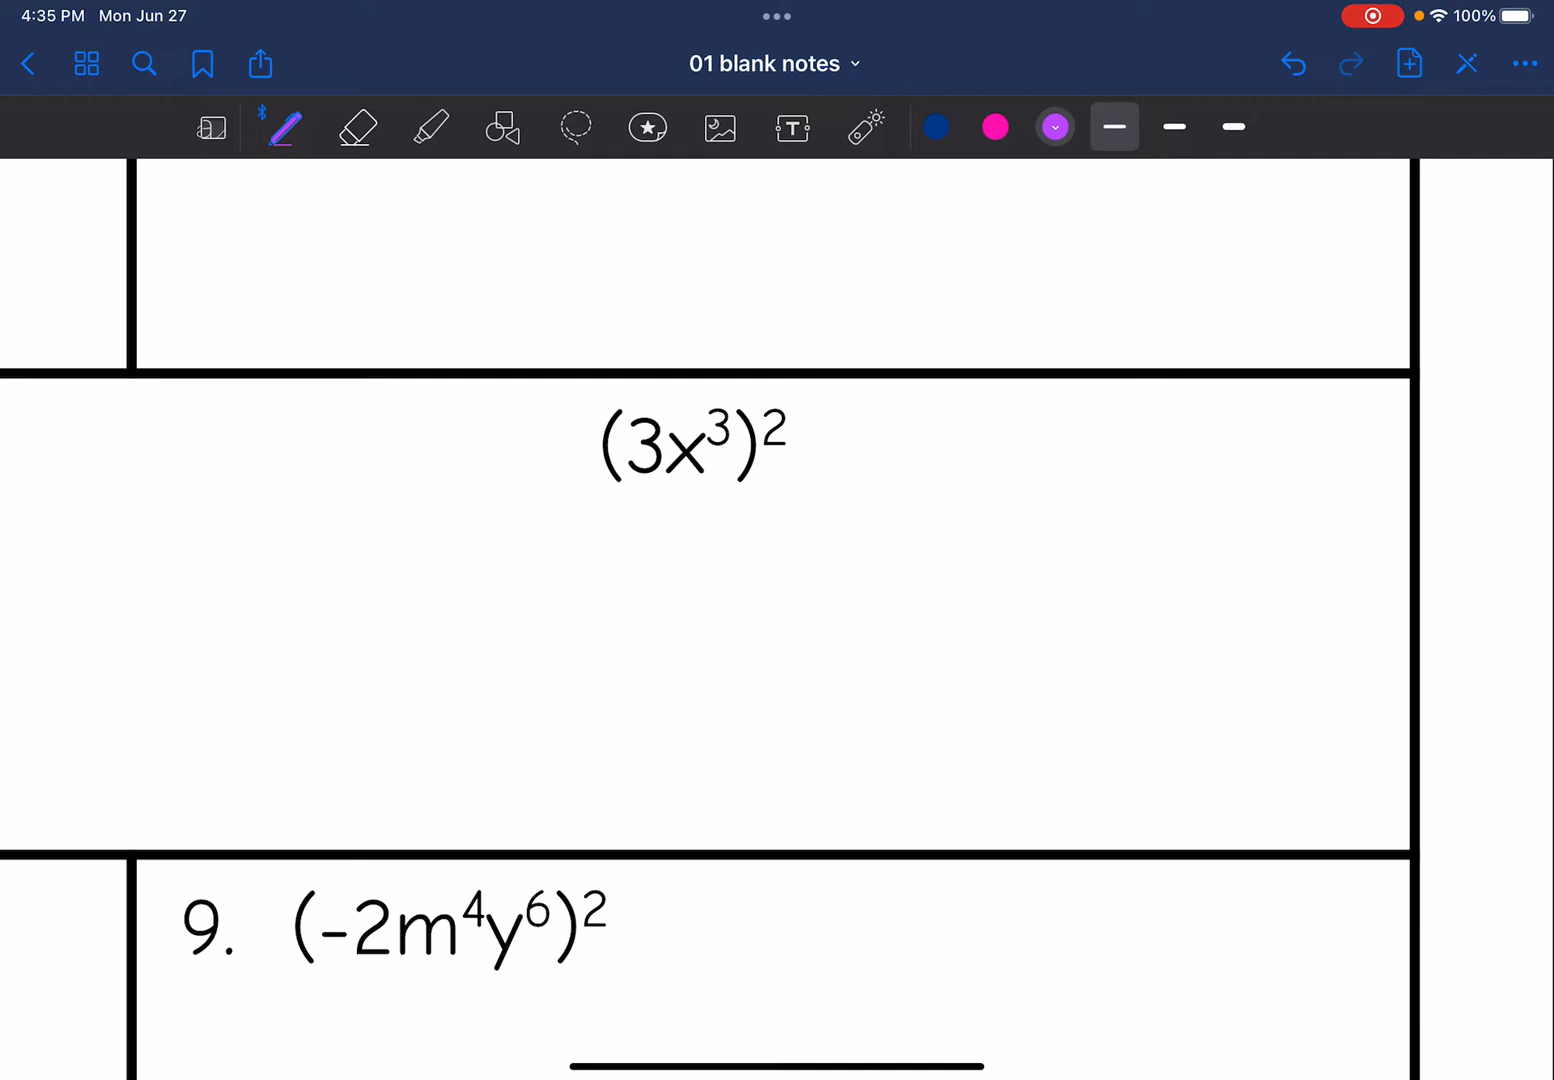 4:35 PM Mon Jun 27
100%
01 blank notes
T
(3x³)²
9. (-2m⁴y⁶)²